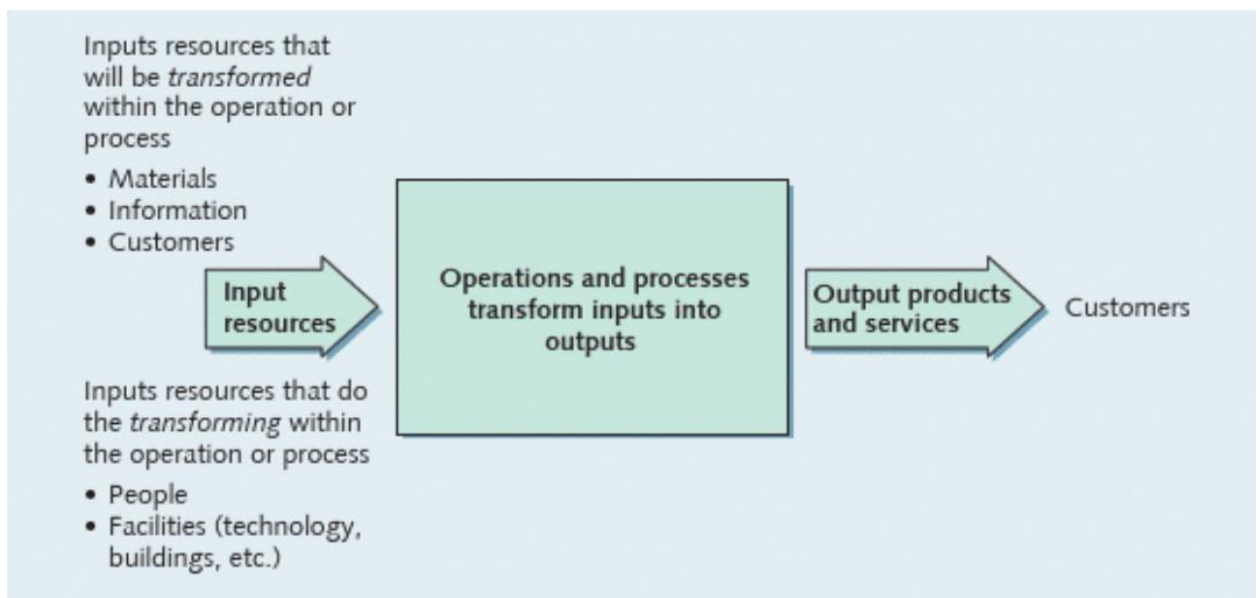 Inputs resources that
will be transformed
within the operation or
process
• Materials
• Information
• Customers
Input
resources
Inputs resources that do
the transforming within
the operation or process
• People
• Facilities (technology,
buildings, etc.)
Operations and processes
transform inputs into
outputs
Output products
and services
Customers